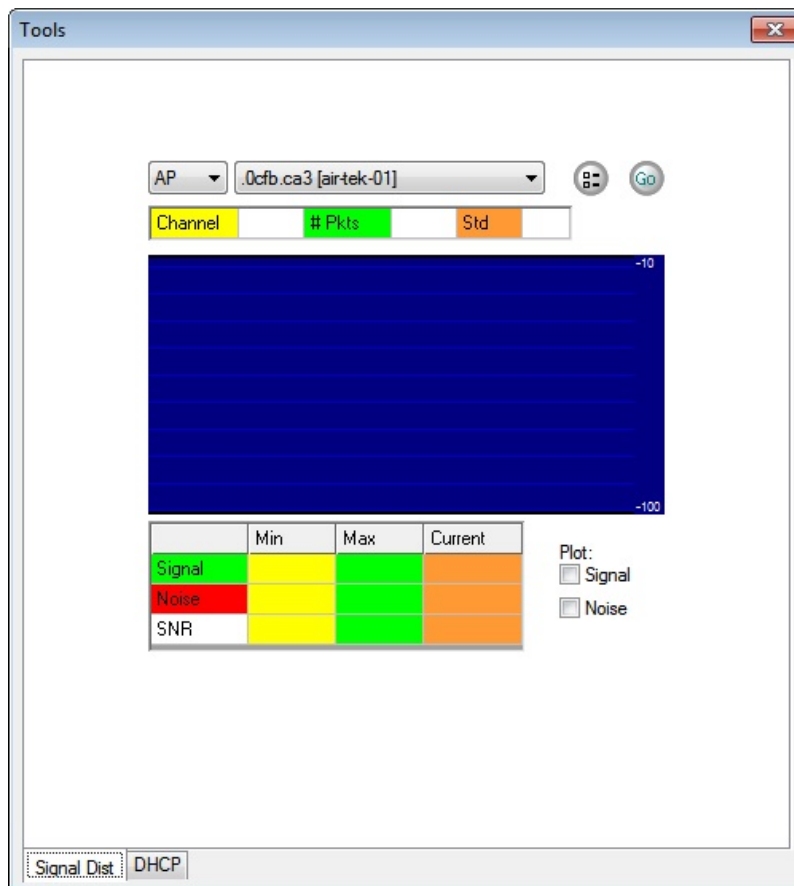 Tools
AP .0cfb.ca3 [air-tek-01] Go
Channel # Pkts Std
-10
-100
Min Max Current
Signal
Noise
SNR
Plot:
Signal
Noise
Signal Dist DHCP